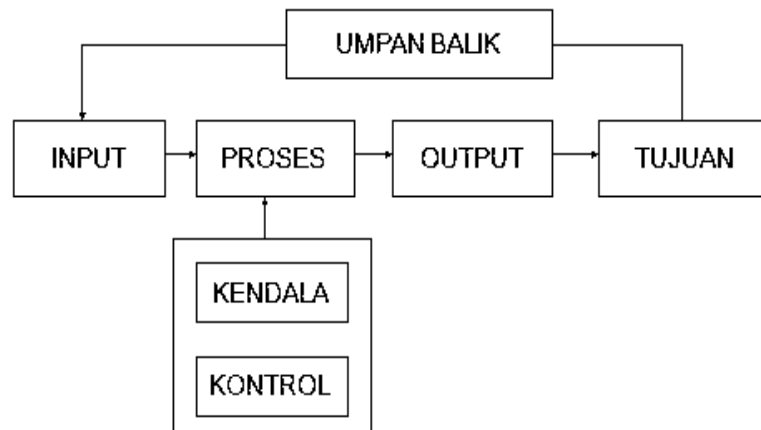 UMPAN BALIK
INPUT
PROSES
OUTPUT
TUJUAN
KENDALA
KONTROL